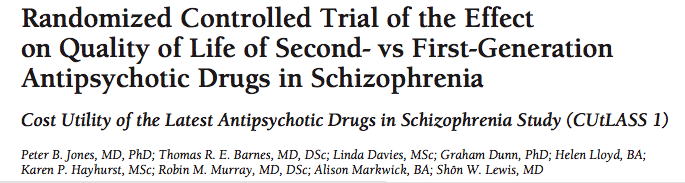 Randomized Controlled Trial of the Effect
on Quality of Life of Second- vs First-Generation
Antipsychotic Drugs in Schizophrenia
Cost Utility of the Latest Antipsychotic Drugs in Schizophrenia Study (CUtLASS 1)
Peter B. Jones, MD, PhD; Thomas R. E. Barnes, MD, DSc; Linda Davies, MSc; Graham Dunn, PhD; Helen Lloyd, BA;
Karen P. Hayhurst, MSc; Robin M. Murray, MD, DSc; Alison Markwick, BA; Shôn W. Lewis, MD